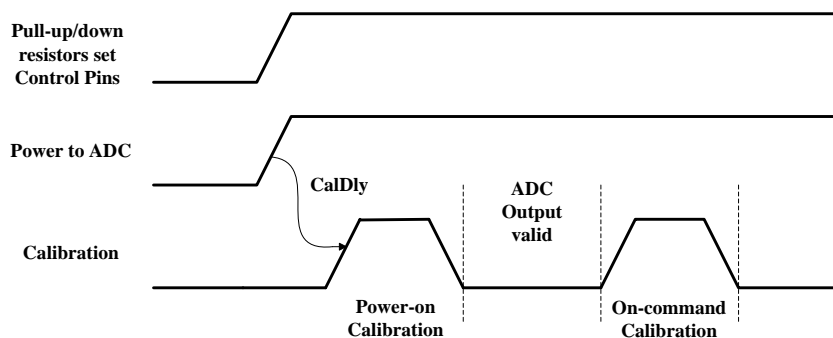 Pull-up/down
resistors set
Control Pins
Power to ADC
CalDly
ADC
Output
valid
Calibration
Power-on
Calibration
On-command
Calibration